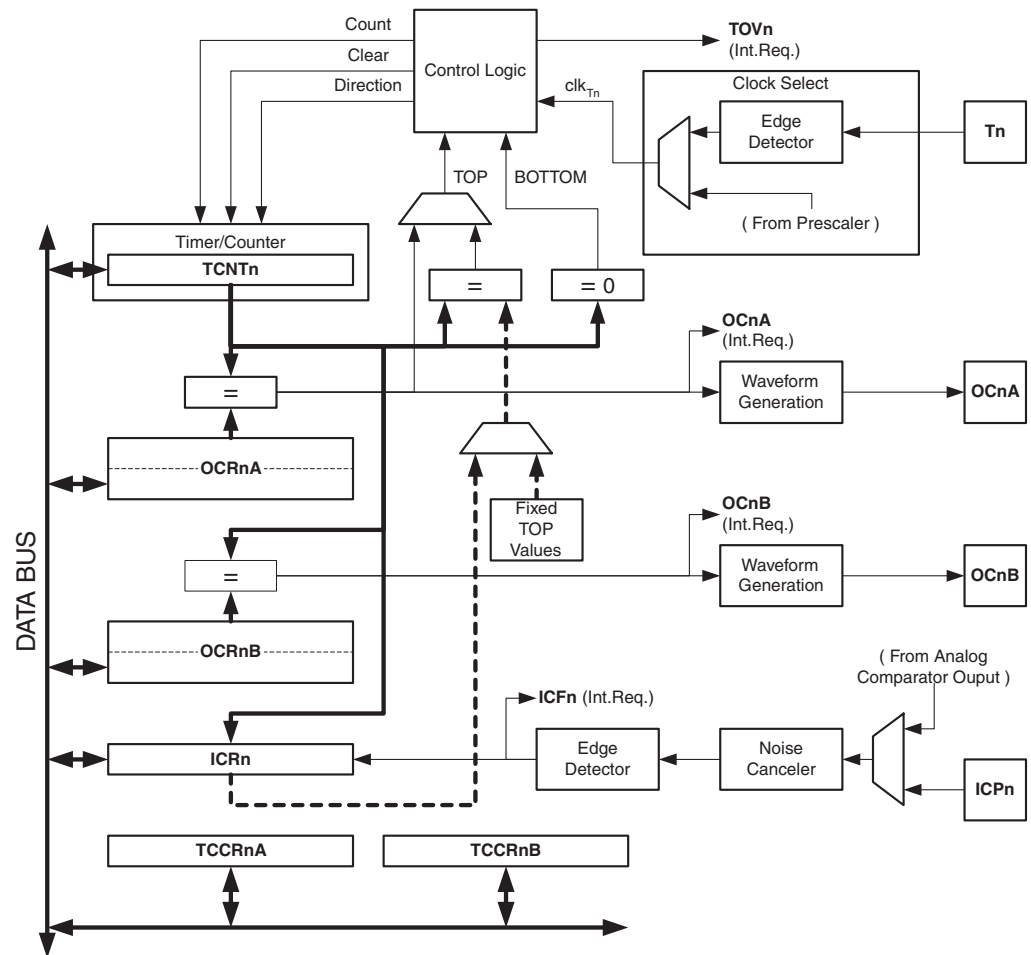 Count
Clear
Direction
Control Logic
TOVn
(Int.Req.)
clkTn
Clock Select
Edge
Detector
Tn
( From Prescaler )
TOP
BOTTOM
Timer/Counter
TCNTn
=
= 0
OCnA
(Int.Req.)
=
Waveform
Generation
OCnA
OCRnA
Fixed
TOP
Values
OCnB
(Int.Req.)
=
Waveform
Generation
OCnB
DATA BUS
OCRnB
( From Analog
Comparator Ouput )
ICFn (Int.Req.)
ICRn
Edge
Detector
Noise
Canceler
ICPn
TCCRnA
TCCRnB